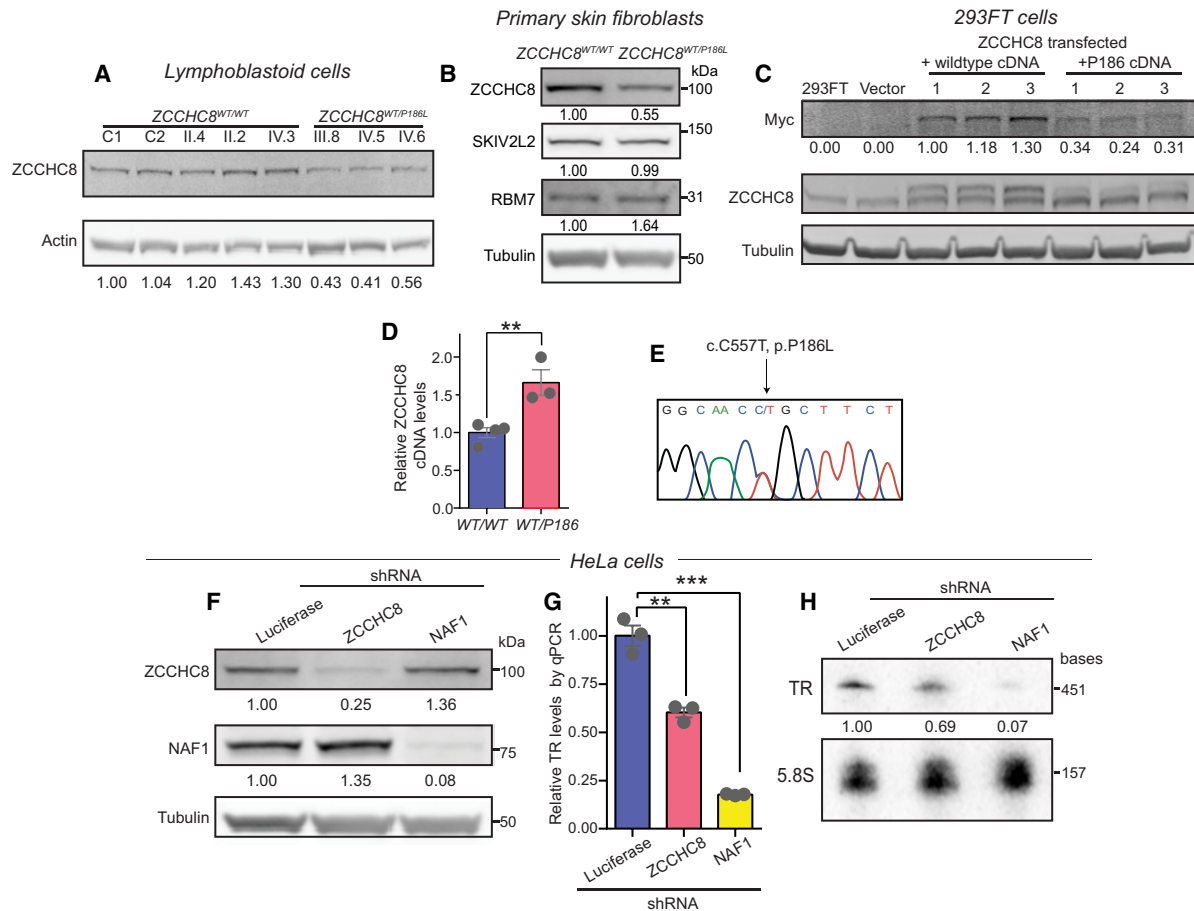 Primary skin fibroblasts
293FT cells
A
Lymphoblastoid cells
ZCCHC8WT/WT
ZCCHC8WT/P186L
C1 C2 II.4 II.2 IV.3 III.8 IV.5 IV.6
ZCCHC8
Actin
1.00 1.04 1.20 1.43 1.30 0.43 0.41 0.56
B
ZCCHC8WT/WT ZCCHC8WT/P186L
kDa
ZCCHC8
100
1.00 0.55
150
SKIV2L2
1.00 0.99
RBM7
31
1.00 1.64
Tubulin
50
C
ZCCHC8 transfected
+ wildtype cDNA +P186 cDNA
293FT Vector 1 2 3 1 2 3
Myc
0.00 0.00 1.00 1.18 1.30 0.34 0.24 0.31
ZCCHC8
Tubulin
D
**
Relative ZCCHC8
cDNA levels
2.0
1.5
1.0
0.5
0.0
WT/WT WT/P186
E
c.C557T, p.P186L
G G C AA C C/T G C T T C T
HeLa cells
F
shRNA
Luciferase ZCCHC8 NAF1
kDa
ZCCHC8
100
1.00 0.25 1.36
NAF1
75
1.00 1.35 0.08
Tubulin
50
G
***
**
Relative TR levels by qPCR
1.00
0.75
0.50
0.25
0.00
Luciferase ZCCHC8 NAF1
shRNA
H
shRNA
Luciferase ZCCHC8 NAF1
bases
TR
451
1.00 0.69 0.07
5.8S
157